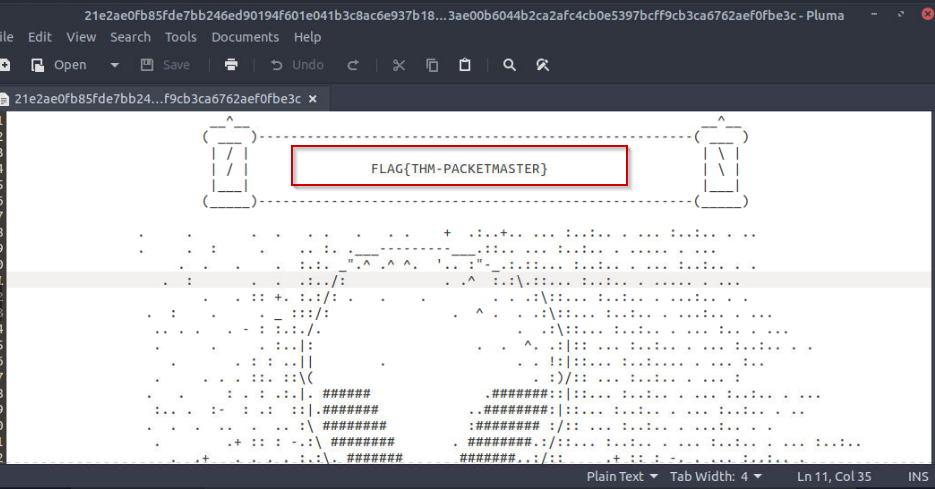 21e2ae0fb85fde7bb246ed90194f601e041b3c8ac6e937b18...3ae00b6044b2ca2afc4cb0e5397bcff9cb3ca6762aef0fbe3c - Pluma
ile Edit View Search Tools Documents Help
Open Save Undo
21e2ae0fb85fde7bb24...f9cb3ca6762aef0fbe3c ×
FLAG{THM-PACKETMASTER}
Plain Text Tab Width: 4 Ln 11, Col 35 INS